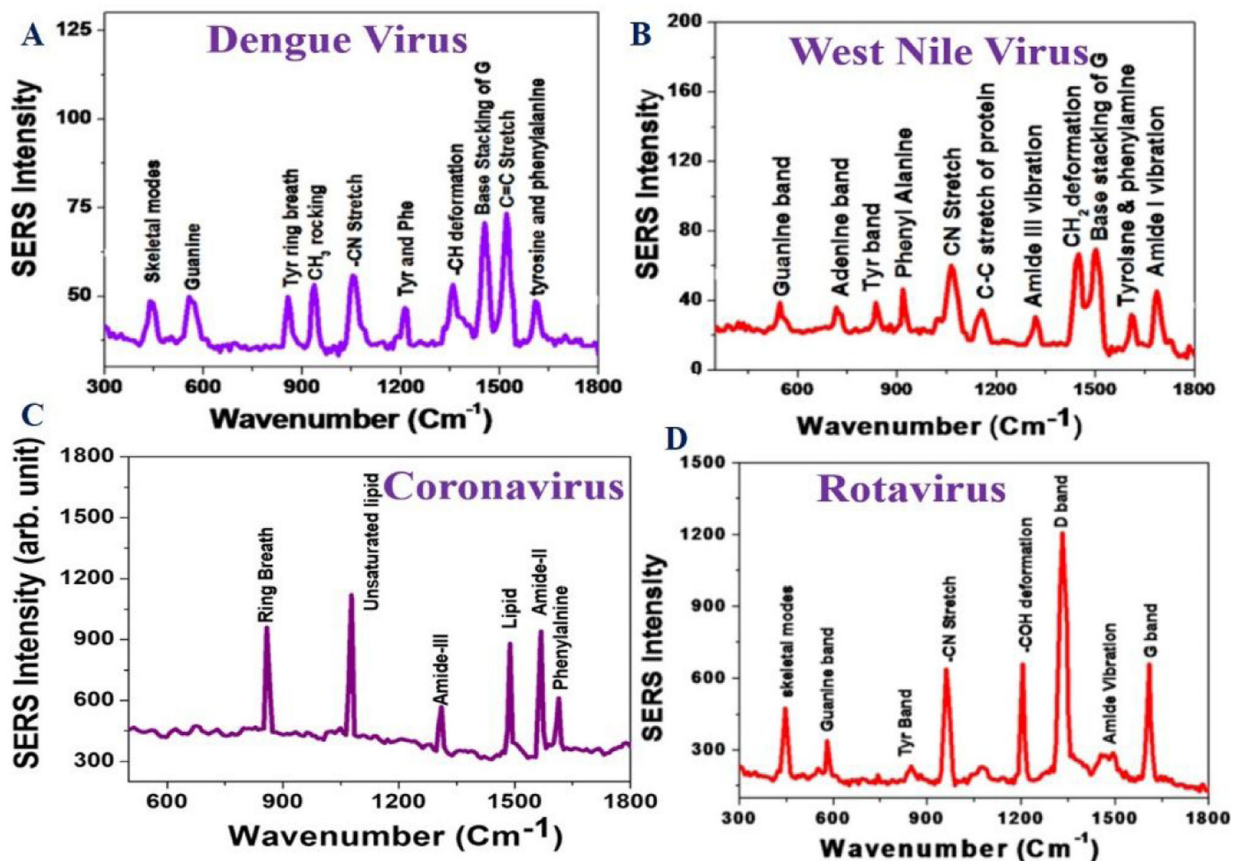 A
Dengue Virus
SERS Intensity
125
100
75
50
300
600
900
1200
1500
1800
Wavenumber (Cm-1)
Skeletal modes
Guanine
Tyr ring breath
CH3 rocking
-CN Stretch
Tyr and Phe
-CH deformation
Base Stacking of G
C=C Stretch
tyrosine and phenylalanine
B
West Nile Virus
SERS Intensity
200
160
120
80
40
0
600
900
1200
1500
1800
Wavenumber (Cm-1)
Guanine band
Adenine band
Tyr band
Phenyl Alanine
CN Stretch
C-C stretch of protein
Amide III vibration
CH2 deformation
Base stacking of G
Tyrolsne & phenylamine
Amide I vibration
C
Coronavirus
SERS Intensity (arb. unit)
1800
1500
1200
900
600
300
600
900
1200
1500
1800
Wavenumber (Cm-1)
Ring Breath
Unsaturated lipid
Amide-III
Lipid
Amide-II
Phenylalnine
D
Rotavirus
SERS Intensity
1500
1200
900
600
300
300
600
900
1200
1500
1800
Wavenumber (Cm-1)
skeletal modes
Guanine band
Tyr Band
-CN Stretch
-COH deformation
D band
Amide Vibration
G band